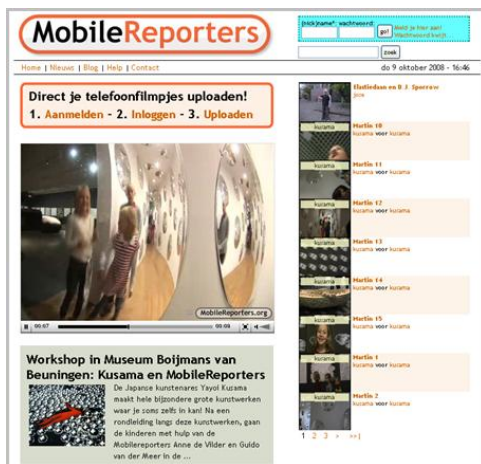 MobileReporters
(nick)name*: wachtwoord:
go!
Meld je hier aan!
Wachtwoord kwijt...
zoek
Home | Nieuws | Blog | Help | Contact
do 9 oktober 2008 - 16:46
Direct je telefoonfilmpjes uploaden!
1. Aanmelden - 2. Inloggen - 3. Uploaden
MobileReporters.org
00:07
Workshop in Museum Boijmans van
Beuningen: Kusama en MobileReporters
De Japanse kunstenares Yayoi Kusama
maakt hele bijzondere grote kunstwerken
waar je soms zelfs in kan! Na een
rondleiding langs deze kunstwerken, gaan
de kinderen met hulp van de
Mobilereporters Anne de Vilder en Guido
van der Meer in de ...
en D.J. Sparrow
joza
kusama
Martin 10
kusama voor kusama
kusama
Martin 11
kusama voor kusama
kusama
Martin 12
kusama voor kusama
kusama
Martin 13
kusama voor kusama
kusama
Martin 14
kusama voor kusama
kusama
Martin 15
kusama voor kusama
kusama
Martin 1
kusama voor kusama
kusama
Martin 2
kusama voor kusama
1 2 3 > >>|